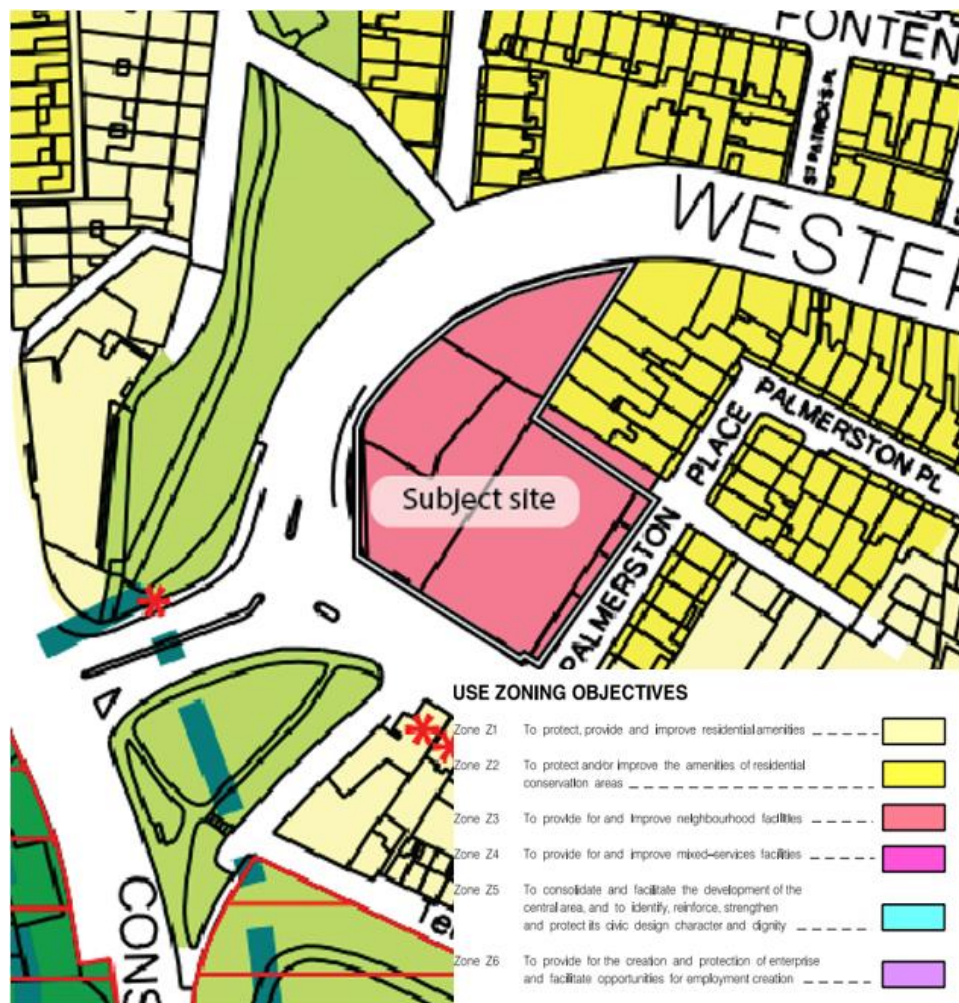 FONTEN
ST PATRICKS PL
WESTE
PALMERSTON PL
PLACE
PALMERSTON
Subject site
CONS
Te
USE ZONING OBJECTIVES
Zone Z1 To protect, provide and improve residential amenities
Zone Z2 To protect and/or improve the amenities of residential
conservation areas
Zone Z3 To provide for and improve neighbourhood facilities
Zone Z4 To provide for and improve mixed-services facilities
Zone Z5 To consolidate and facilitate the development of the
central area, and to identify, reinforce, strengthen
and protect its civic design character and dignity
Zone Z6 To provide for the creation and protection of enterprise
and facilitate opportunities for employment creation